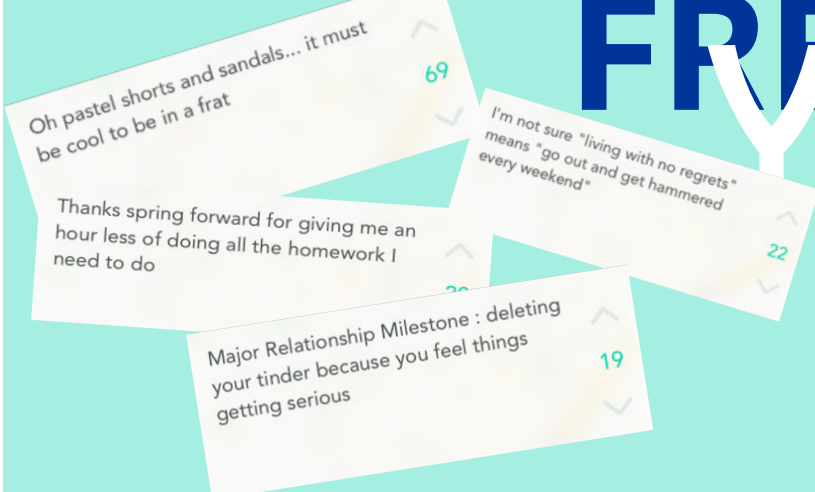 Oh pastel shorts and sandals... it must
be cool to be in a frat
69
I'm not sure "living with no regrets"
means "go out and get hammered
every weekend"
22
Thanks spring forward for giving me an
hour less of doing all the homework I
need to do
Major Relationship Milestone : deleting
your tinder because you feel things
getting serious
19